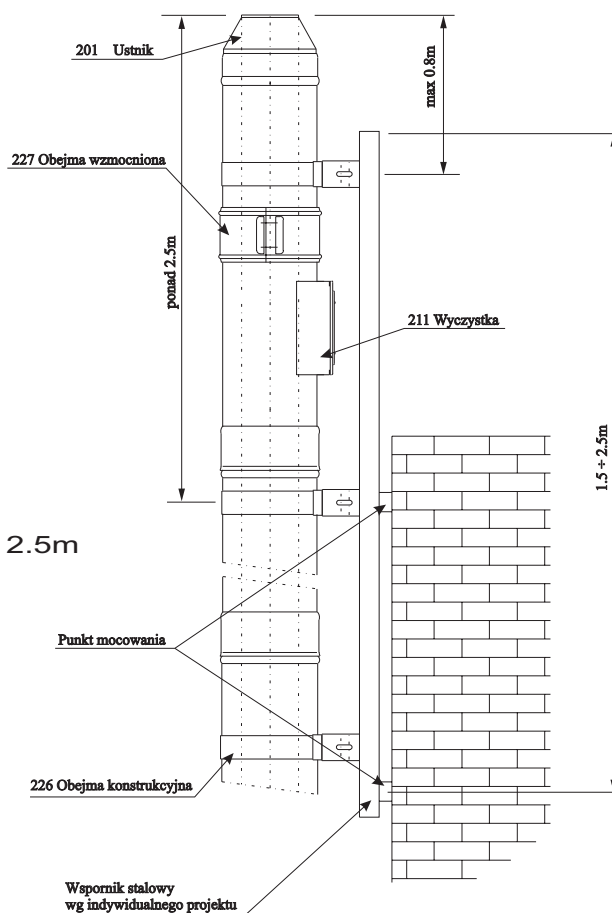 201 Ustnik
max 0.8m
227 Obejma wzmocniona
ponad 2.5m
211 Wyczystka
1.5 ÷ 2.5m
2.5m
Punkt mocowania
226 Obejma konstrukcyjna
Wspornik stalowy
wg indywidualnego projektu